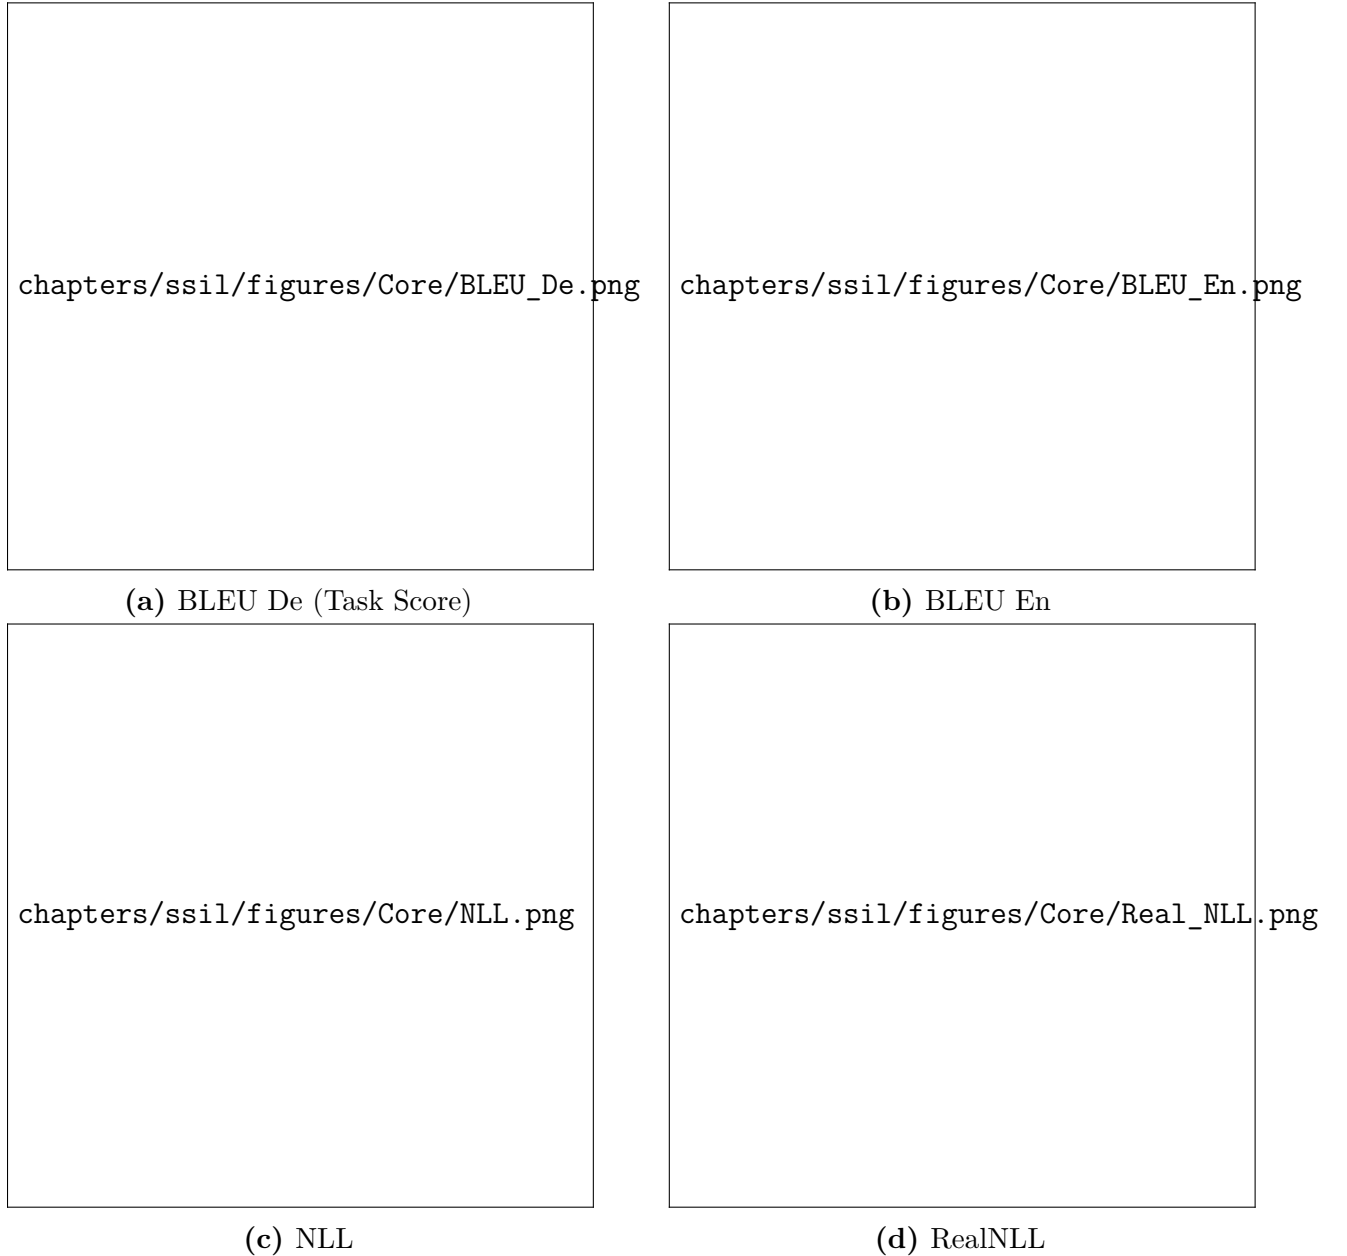 chapters/ssil/figures/Core/BLEU_De.png
chapters/ssil/figures/Core/BLEU_En.png
(a) BLEU De (Task Score)
(b) BLEU En
chapters/ssil/figures/Core/NLL.png
chapters/ssil/figures/Core/Real_NLL.png
(c) NLL
(d) RealNLL